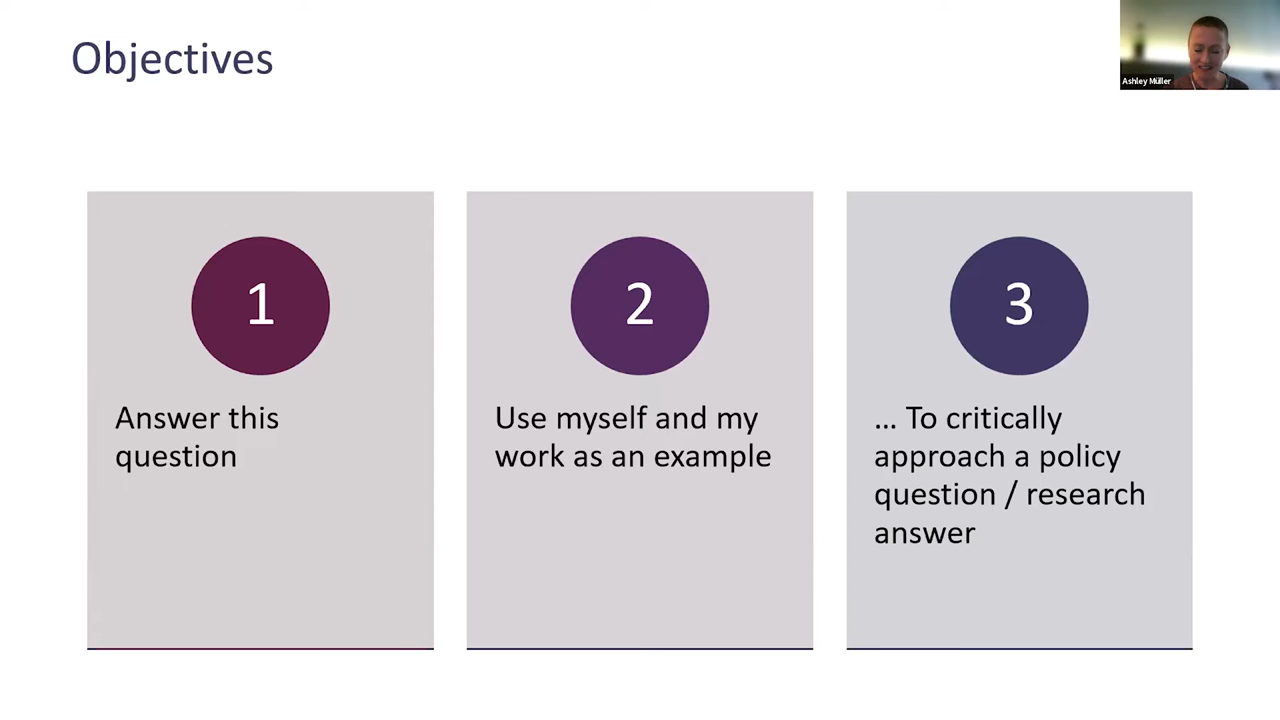 Objectives
Ashley Müller
1
2
3
Answer this
question
Use myself and my
work as an example
... To critically
approach a policy
question / research
answer